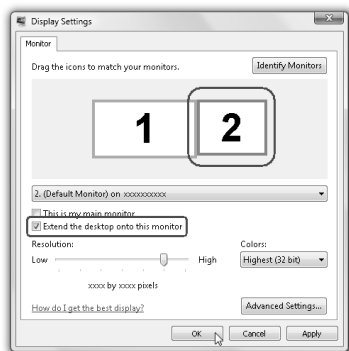 Display Settings
Monitor
Drag the icons to match your monitors.
Identify Monitors
1 2
2. (Default Monitor) on xxxxxxxxxx
This is my main monitor
Extend the desktop onto this monitor
Resolution:
Colors:
Low High
Highest (32 bit)
xxxx by xxxx pixels
How do I get the best display?
Advanced Settings...
OK Cancel Apply